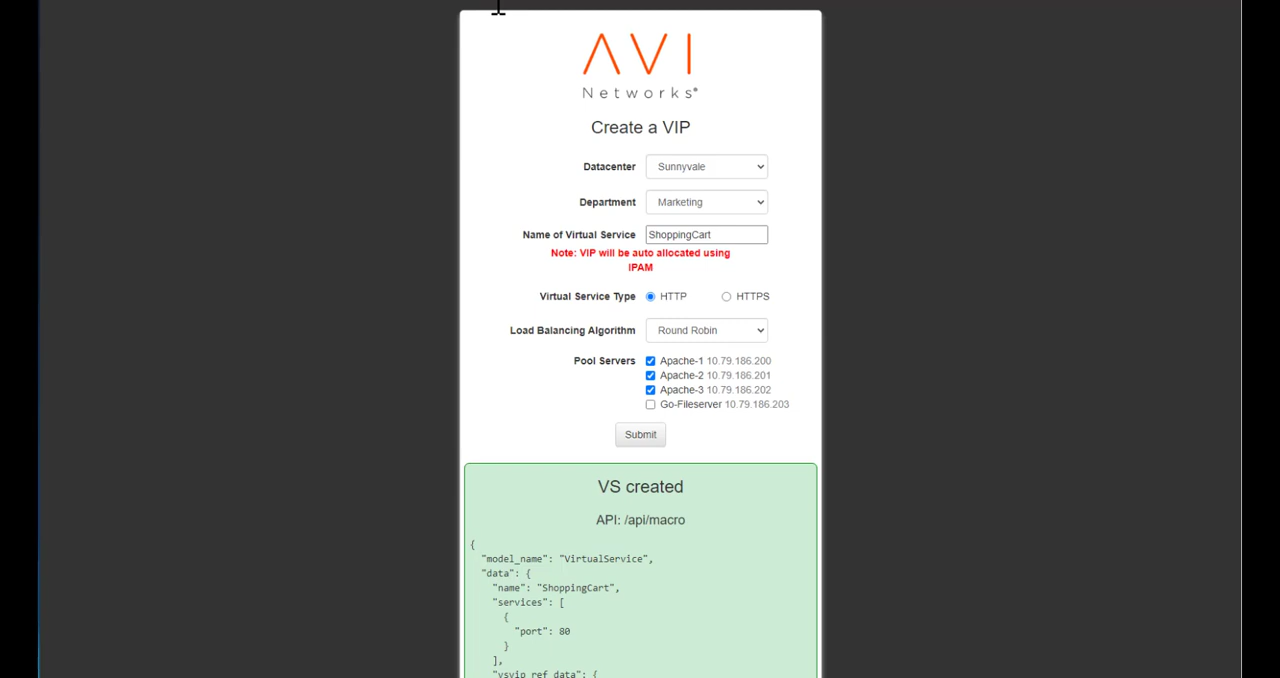 AVI
Networks®
Create a VIP
Datacenter Sunnyvale
Department Marketing
Name of Virtual Service ShoppingCart
Note: VIP will be auto allocated using
IPAM
Virtual Service Type HTTP HTTPS
Load Balancing Algorithm Round Robin
Pool Servers Apache-1 10.79.186.200
Apache-2 10.79.186.201
Apache-3 10.79.186.202
Go-Fileserver 10.79.186.203
Submit
VS created
API: /api/macro
{
"model_name": "VirtualService",
"data": {
"name": "ShoppingCart",
"services": [
{
"port": 80
}
],
"vsvip_ref_data": {